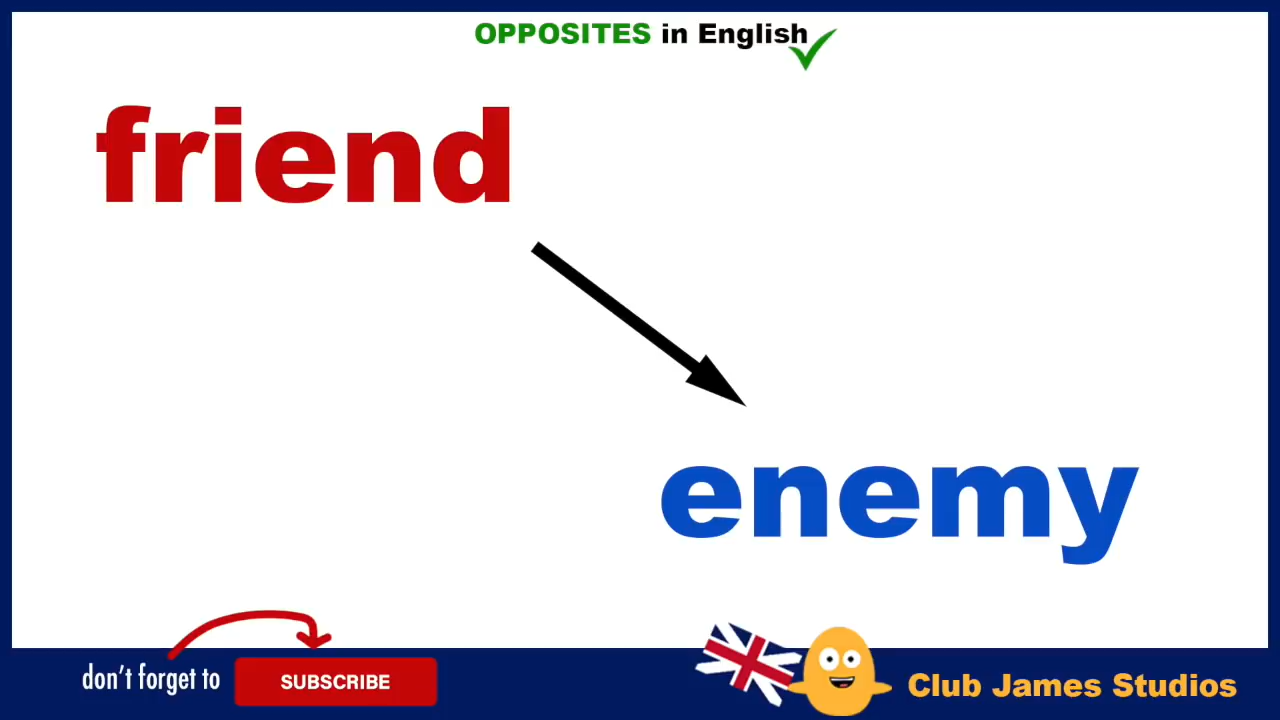 OPPOSITES in English
friend
enemy
don't forget to SUBSCRIBE
Club James Studios